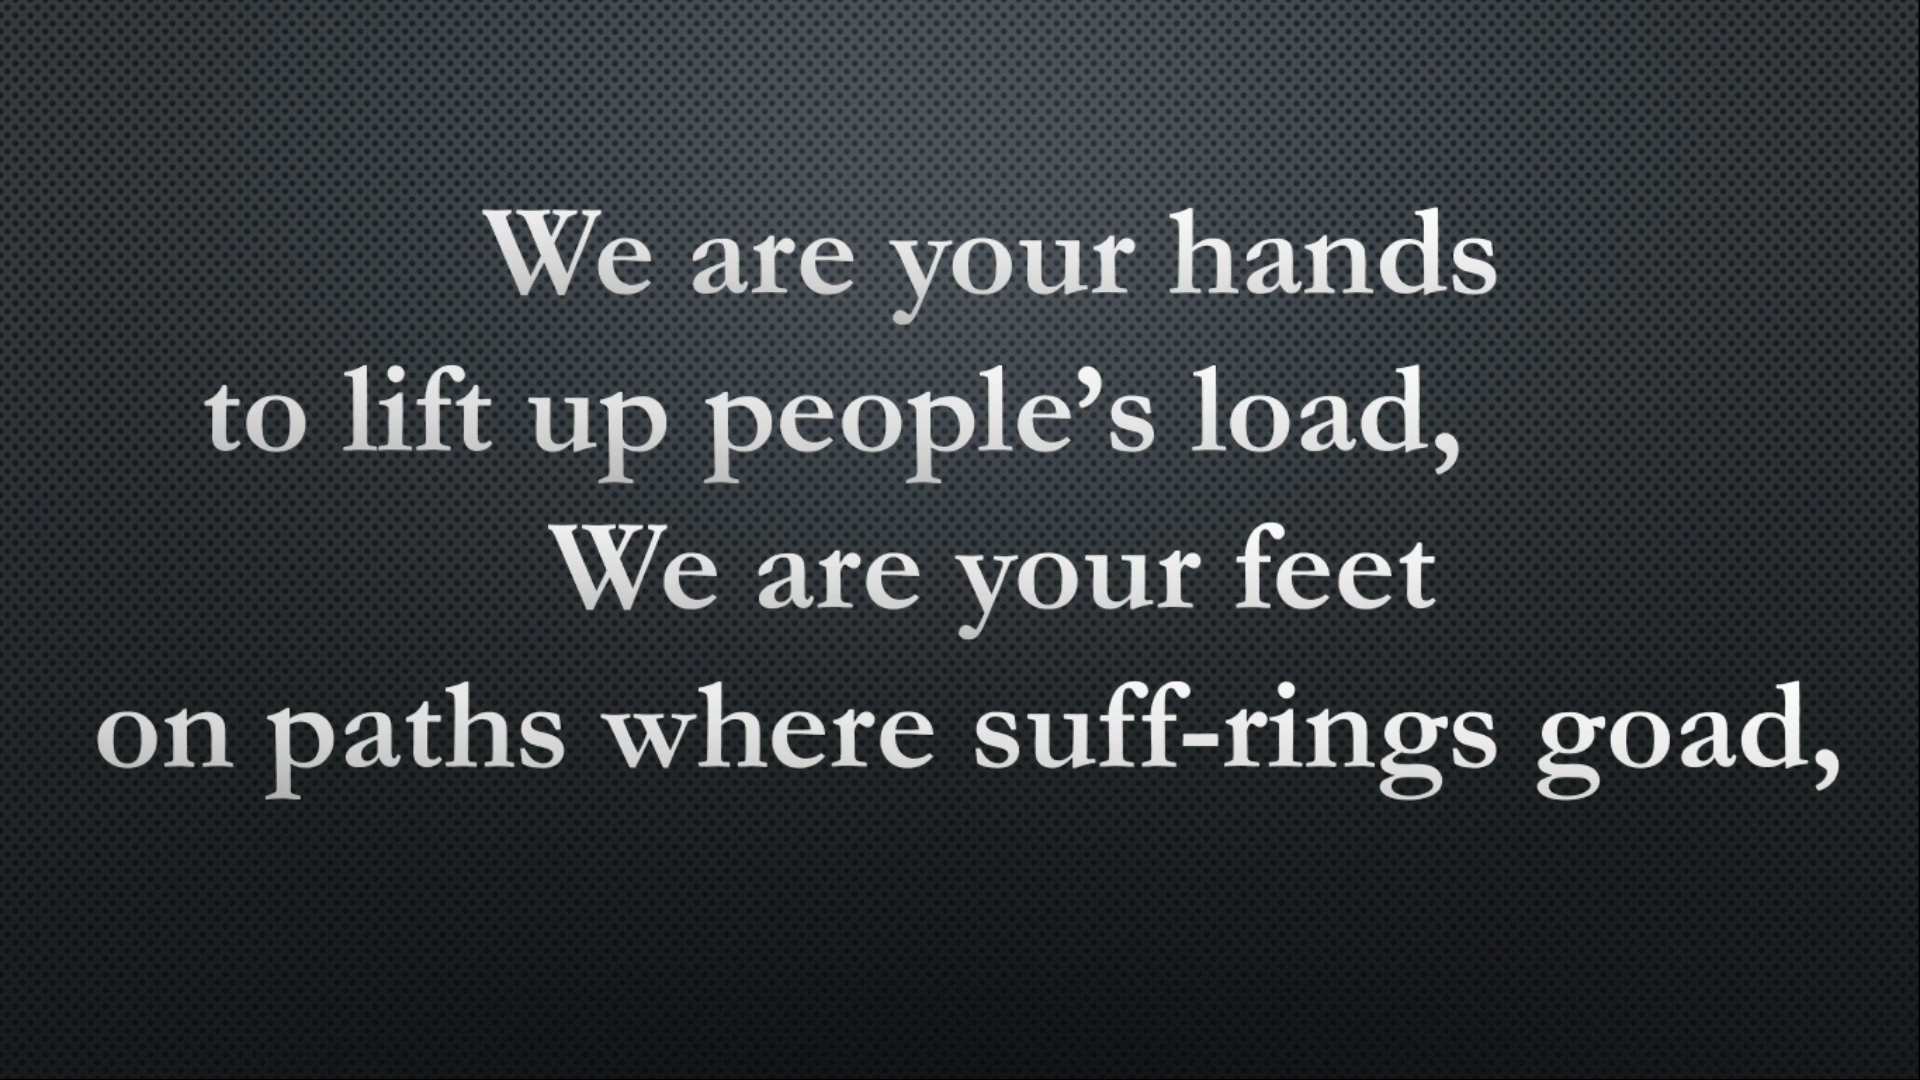 We are your hands
to lift up people’s load,
We are your feet
on paths where suff-rings goad,